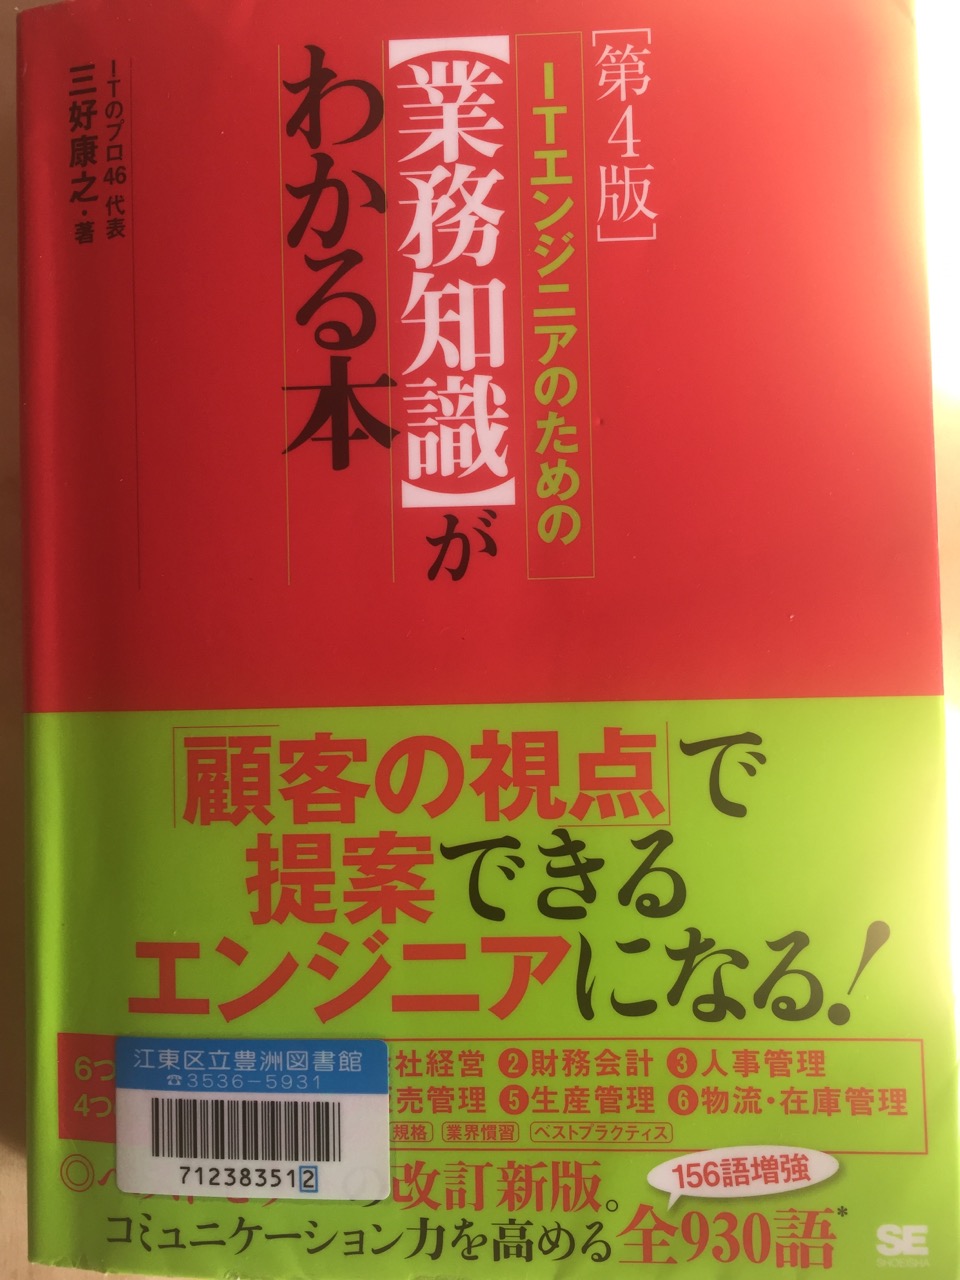 [第4版]
ITエンジニアのための
【業務知識】が
わかる本
ITのプロ46 代表
三好康之・著
「顧客の視点」で
提案できる
エンジニアになる!
6つ
社経営 ❷財務会計 ❸人事管理
4つ
売管理 ❺生産管理 ❻物流・在庫管理
規格 業界慣習 ベストプラクティス
江東区立豊洲図書館
☎3536-5931
712383512
改訂新版。
156語増強
コミュニケーション力を高める全930語*
SE
SHOEISHA